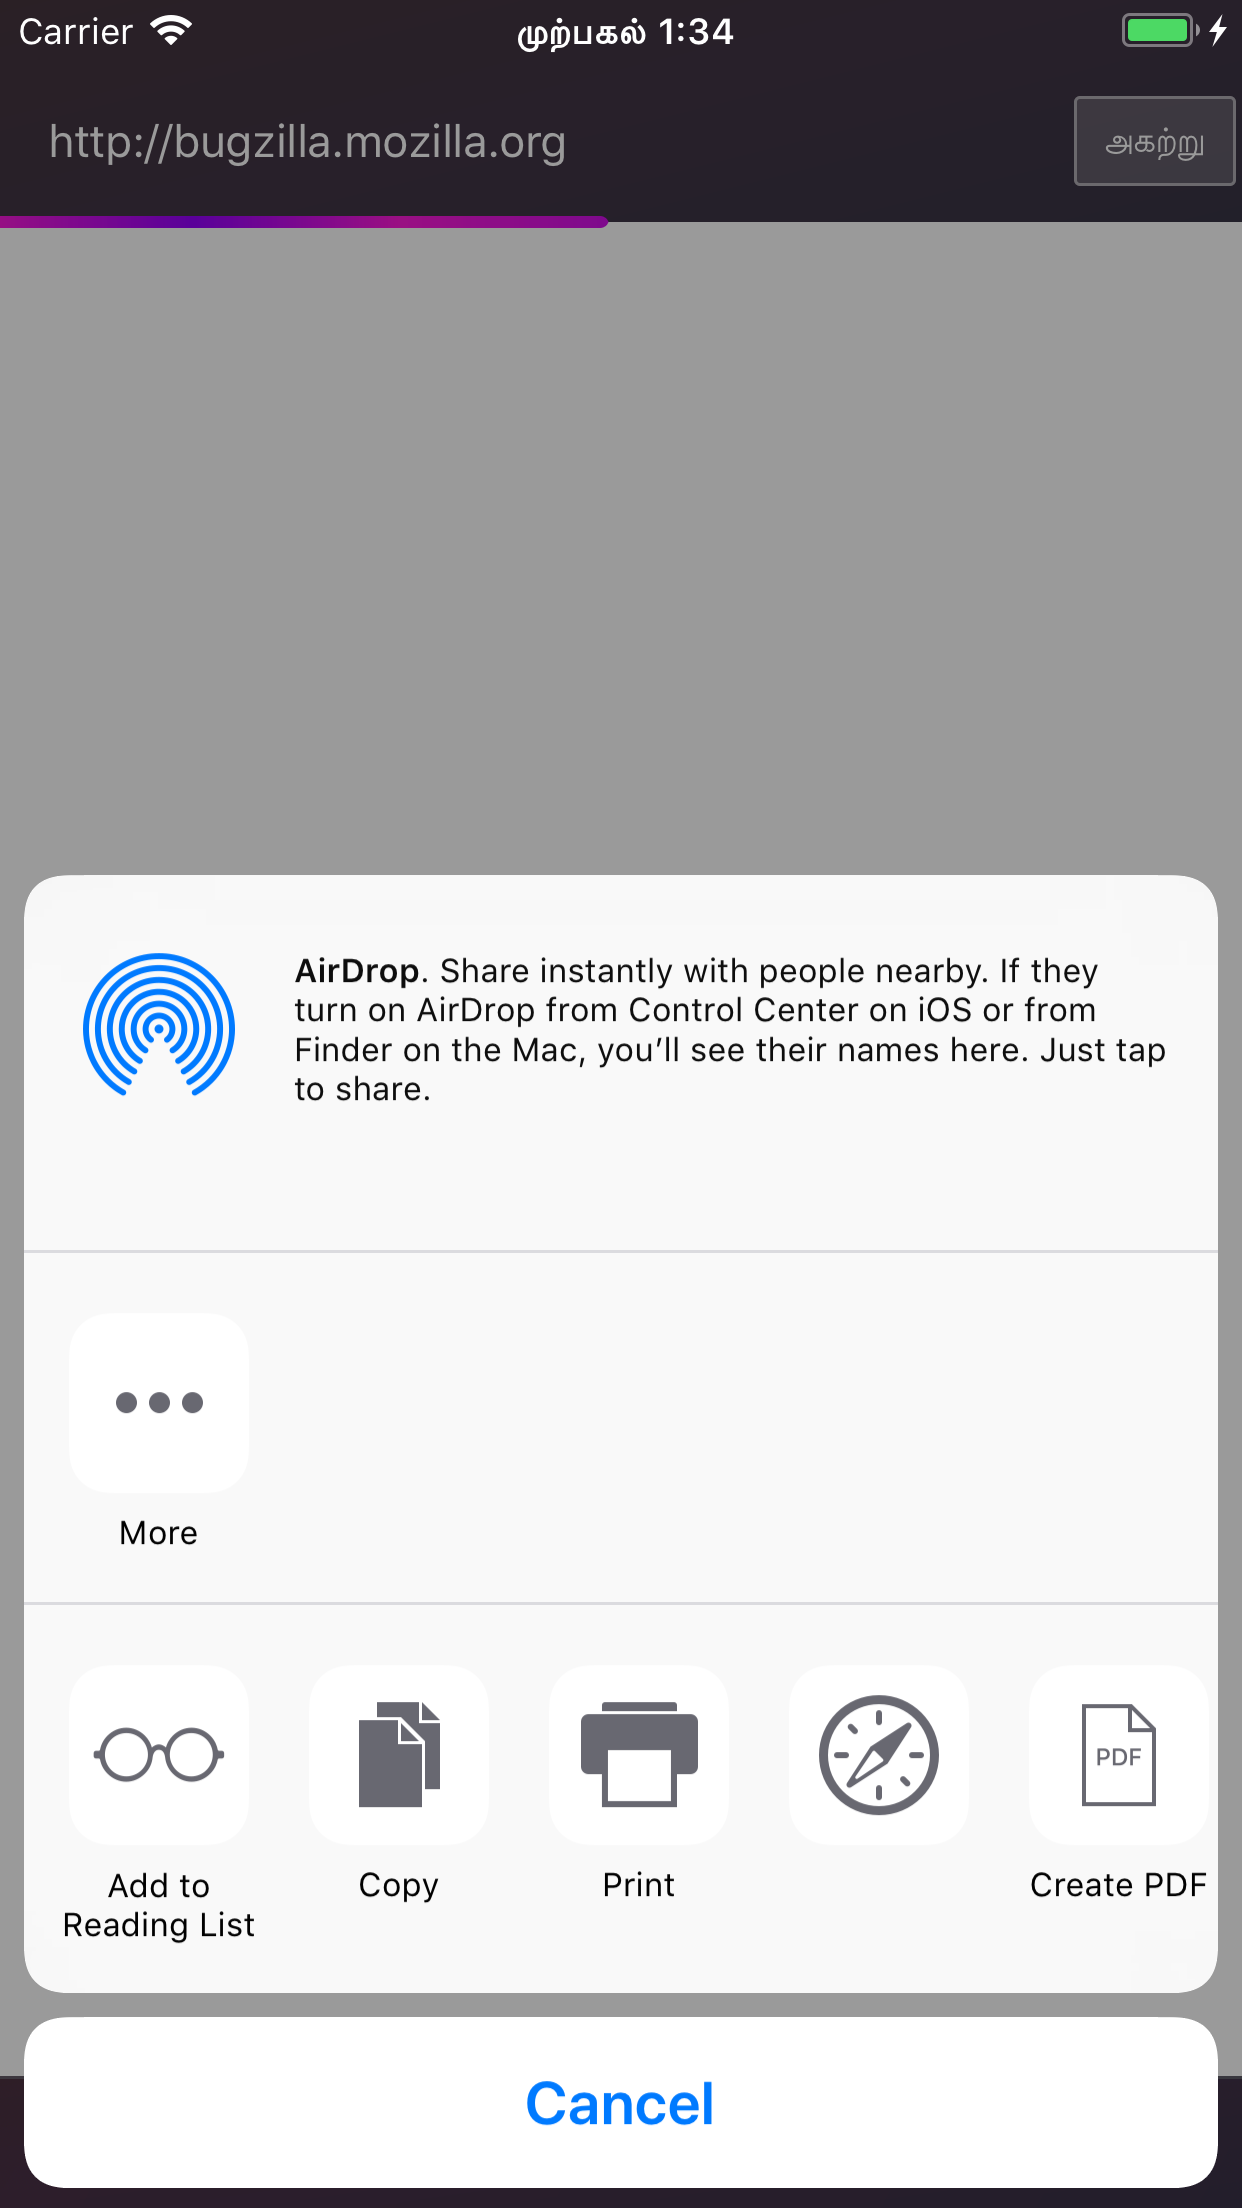 Carrier
முற்பகல் 1:34
http://bugzilla.mozilla.org
அகற்று
AirDrop. Share instantly with people nearby. If they
turn on AirDrop from Control Center on iOS or from
Finder on the Mac, you’ll see their names here. Just tap
to share.
More
Add to
Reading List
Copy
Print
PDF
Create PDF
Cancel